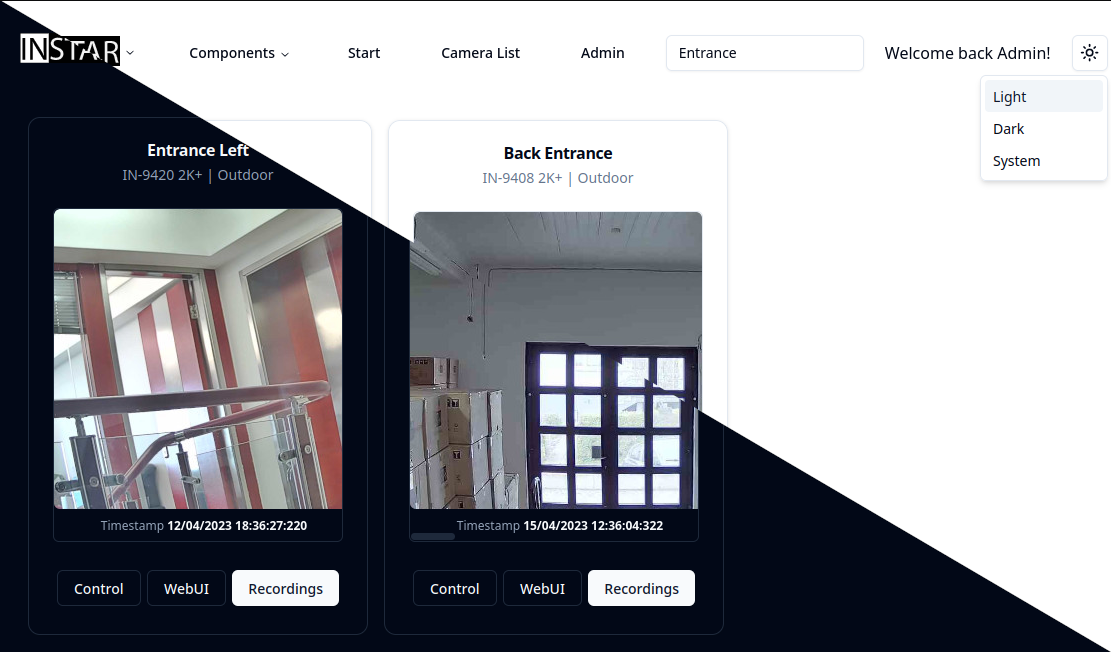 INSTAR
Components
Start
Camera List
Admin
Entrance
Welcome back Admin!
Light
Dark
System
Entrance Left
IN-9420 2K+ | Outdoor
Timestamp 12/04/2023 18:36:27:220
Control
WebUI
Recordings
Back Entrance
IN-9408 2K+ | Outdoor
Timestamp 15/04/2023 12:36:04:322
Control
WebUI
Recordings